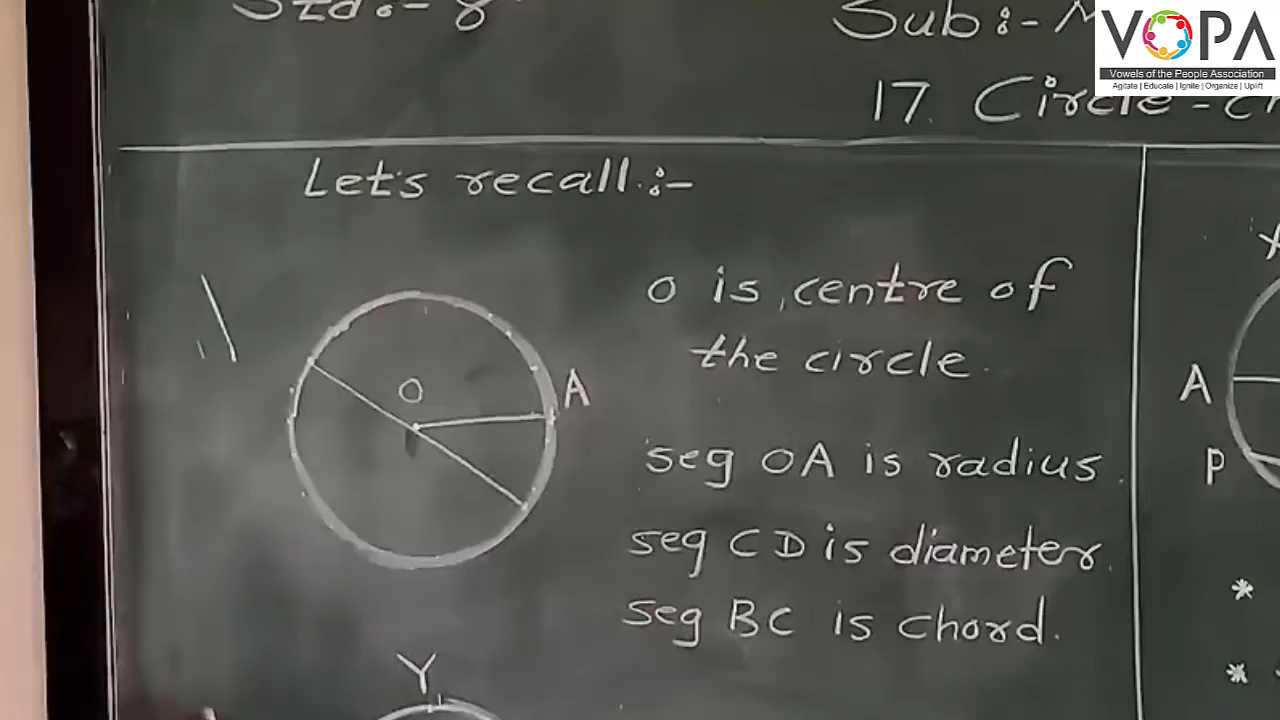 Std :- 8
Sub :- M
VOPA
Vowels of the People Association
Agitate | Educate | Ignite | Organize | Uplift
17. Circle -
Let's recall :-
O
A
o is centre of
the circle.
seg OA is radius.
seg CD is diameter.
seg BC is chord.
Y
A
P
*
*